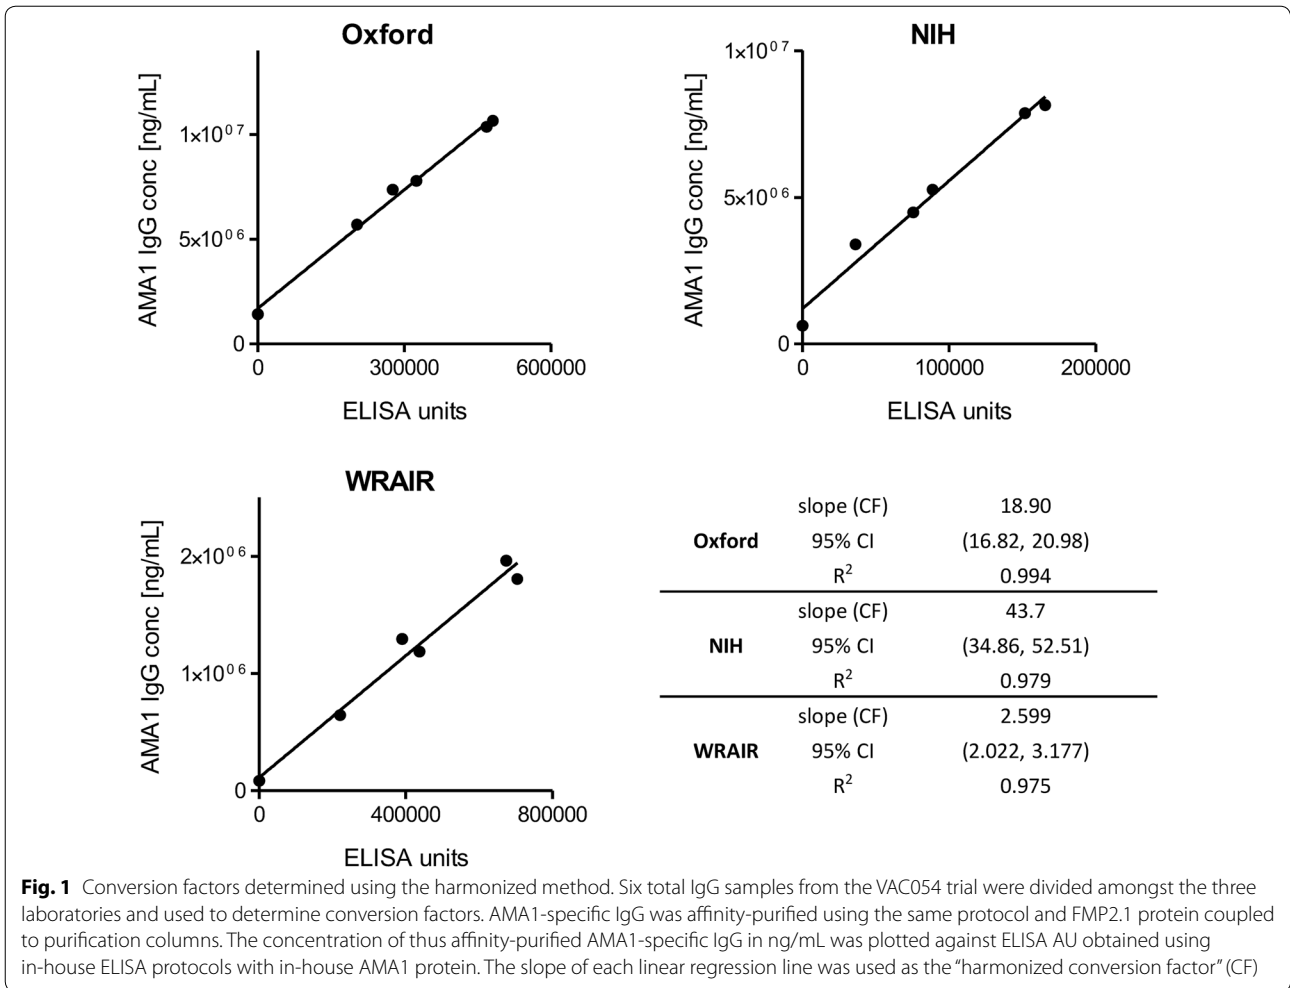 Oxford
AMA1 IgG conc [ng/mL]
1×10⁰⁷
5×10⁰⁶
0
0 300000 600000
ELISA units
NIH
AMA1 IgG conc [ng/mL]
1×10⁰⁷
5×10⁰⁶
0
0 100000 200000
ELISA units
WRAIR
AMA1 IgG conc [ng/mL]
2×10⁰⁶
1×10⁰⁶
0
0 400000 800000
ELISA units
slope (CF) 18.90
Oxford 95% CI (16.82, 20.98)
R² 0.994
slope (CF) 43.7
NIH 95% CI (34.86, 52.51)
R² 0.979
slope (CF) 2.599
WRAIR 95% CI (2.022, 3.177)
R² 0.975
Fig. 1 Conversion factors determined using the harmonized method. Six total IgG samples from the VAC054 trial were divided amongst the three
laboratories and used to determine conversion factors. AMA1-specific IgG was affinity-purified using the same protocol and FMP2.1 protein coupled
to purification columns. The concentration of thus affinity-purified AMA1-specific IgG in ng/mL was plotted against ELISA AU obtained using
in-house ELISA protocols with in-house AMA1 protein. The slope of each linear regression line was used as the “harmonized conversion factor” (CF)